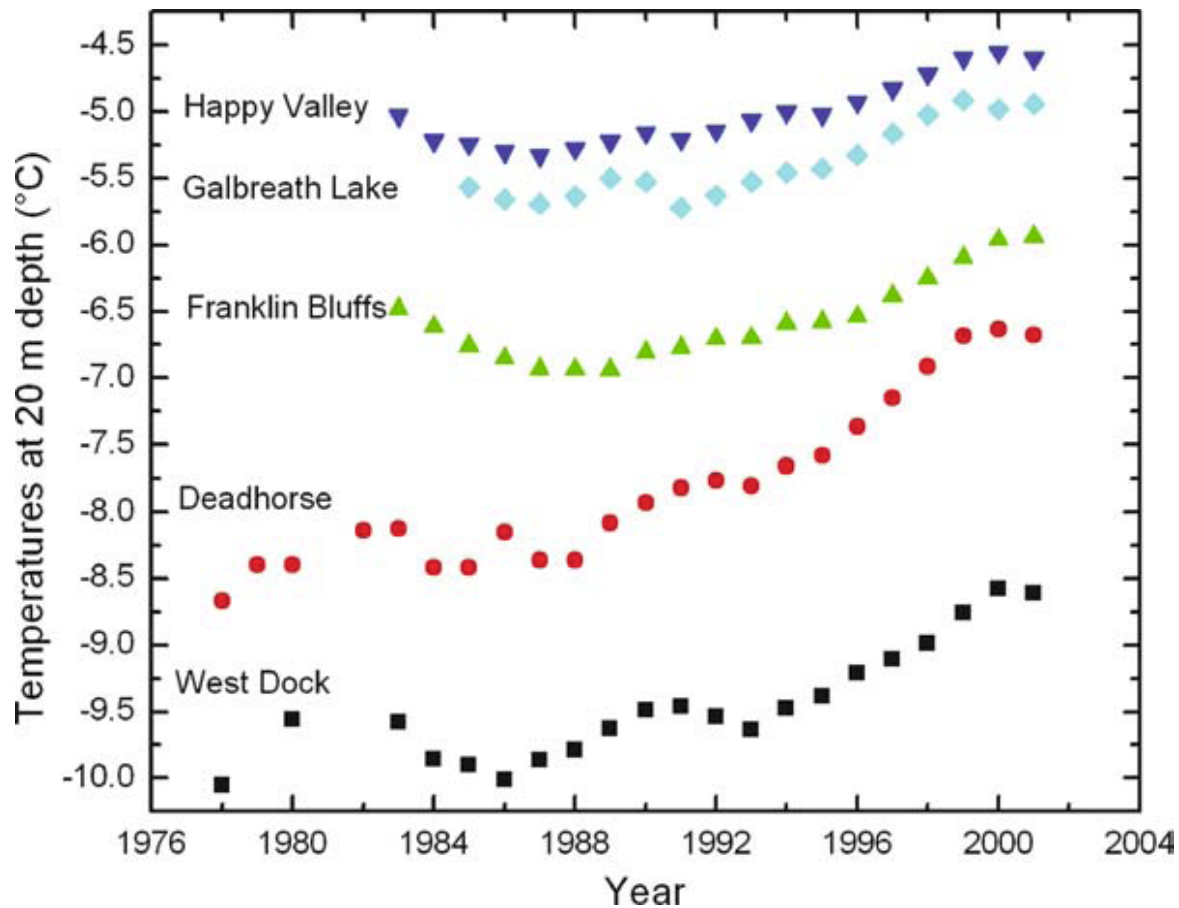 Temperatures at 20 m depth (°C)
-4.5
-5.0
-5.5
-6.0
-6.5
-7.0
-7.5
-8.0
-8.5
-9.0
-9.5
-10.0
Happy Valley
Galbreath Lake
Franklin Bluffs
Deadhorse
West Dock
1976 1980 1984 1988 1992 1996 2000 2004
Year